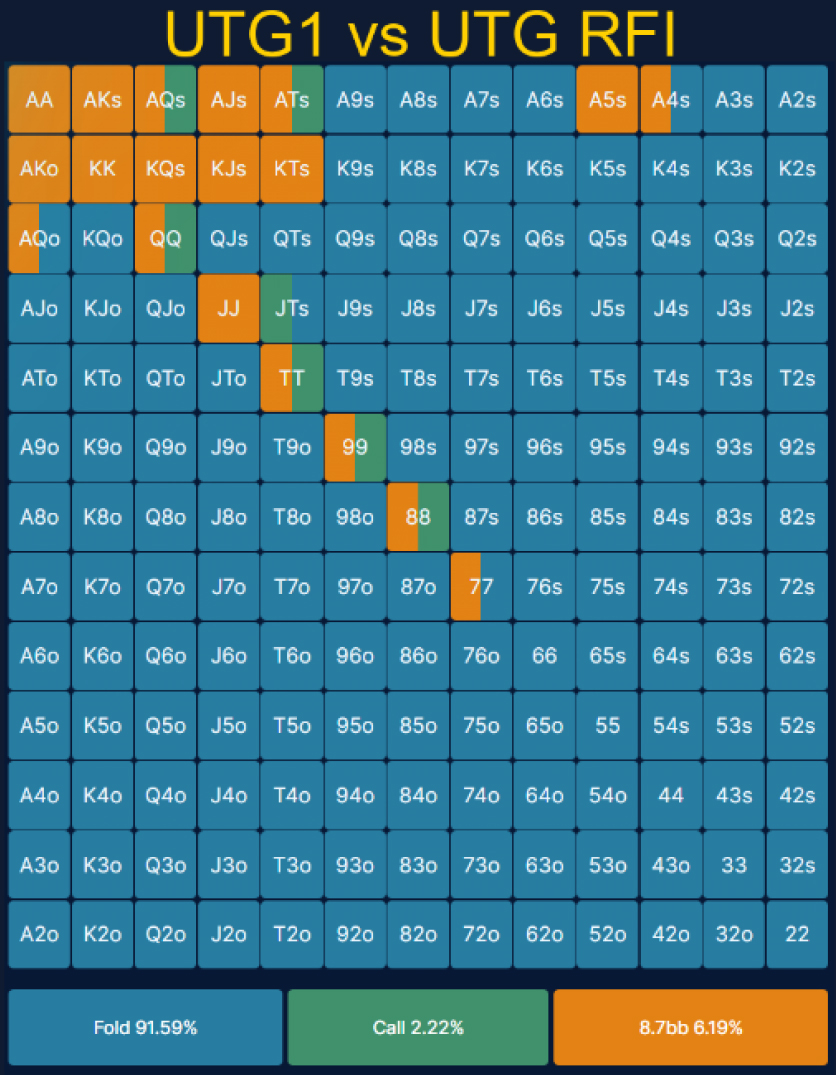 UTG1 vs UTG RFI
AA AKs AQs AJs ATs A9s A8s A7s A6s A5s A4s A3s A2s
AKo KK KQs KJs KTs K9s K8s K7s K6s K5s K4s K3s K2s
AQo KQo QQ QJs QTs Q9s Q8s Q7s Q6s Q5s Q4s Q3s Q2s
AJo KJo QJo JJ JTs J9s J8s J7s J6s J5s J4s J3s J2s
ATo KTo QTo JTo TT T9s T8s T7s T6s T5s T4s T3s T2s
A9o K9o Q9o J9o T9o 99 98s 97s 96s 95s 94s 93s 92s
A8o K8o Q8o J8o T8o 98o 88 87s 86s 85s 84s 83s 82s
A7o K7o Q7o J7o T7o 97o 87o 77 76s 75s 74s 73s 72s
A6o K6o Q6o J6o T6o 96o 86o 76o 66 65s 64s 63s 62s
A5o K5o Q5o J5o T5o 95o 85o 75o 65o 55 54s 53s 52s
A4o K4o Q4o J4o T4o 94o 84o 74o 64o 54o 44 43s 42s
A3o K3o Q3o J3o T3o 93o 83o 73o 63o 53o 43o 33 32s
A2o K2o Q2o J2o T2o 92o 82o 72o 62o 52o 42o 32o 22
Fold 91.59% Call 2.22% 8.7bb 6.19%